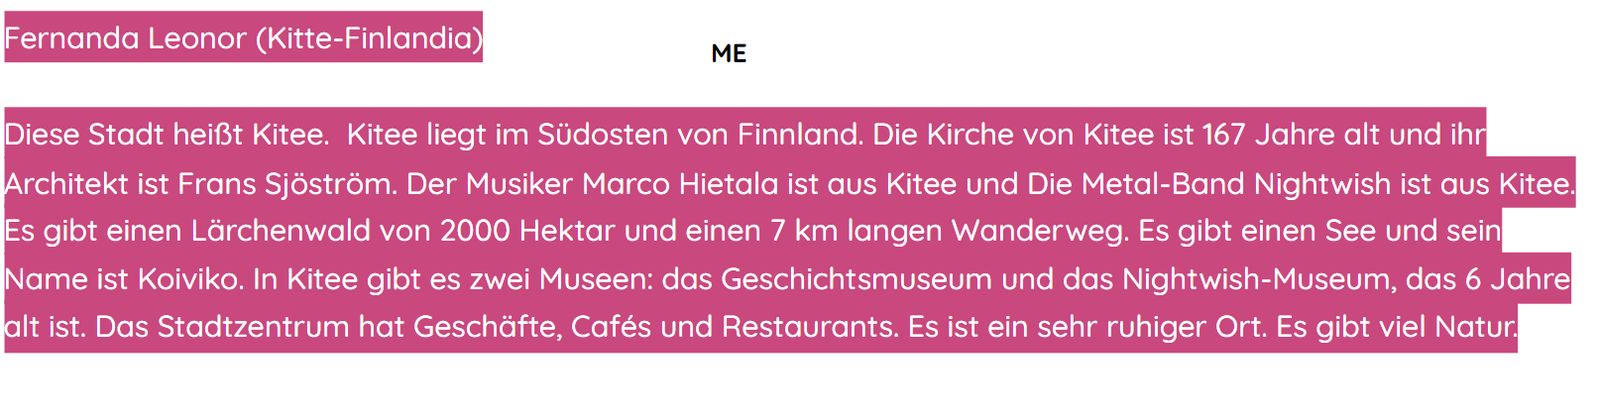 Fernanda Leonor (Kitte-Finlandia)
ME
Diese Stadt heißt Kitee.  Kitee liegt im Südosten von Finnland. Die Kirche von Kitee ist 167 Jahre alt und ihr
Architekt ist Frans Sjöström. Der Musiker Marco Hietala ist aus Kitee und Die Metal-Band Nightwish ist aus Kitee.
Es gibt einen Lärchenwald von 2000 Hektar und einen 7 km langen Wanderweg. Es gibt einen See und sein
Name ist Koiviko. In Kitee gibt es zwei Museen: das Geschichtsmuseum und das Nightwish-Museum, das 6 Jahre
alt ist. Das Stadtzentrum hat Geschäfte, Cafés und Restaurants. Es ist ein sehr ruhiger Ort. Es gibt viel Natur.